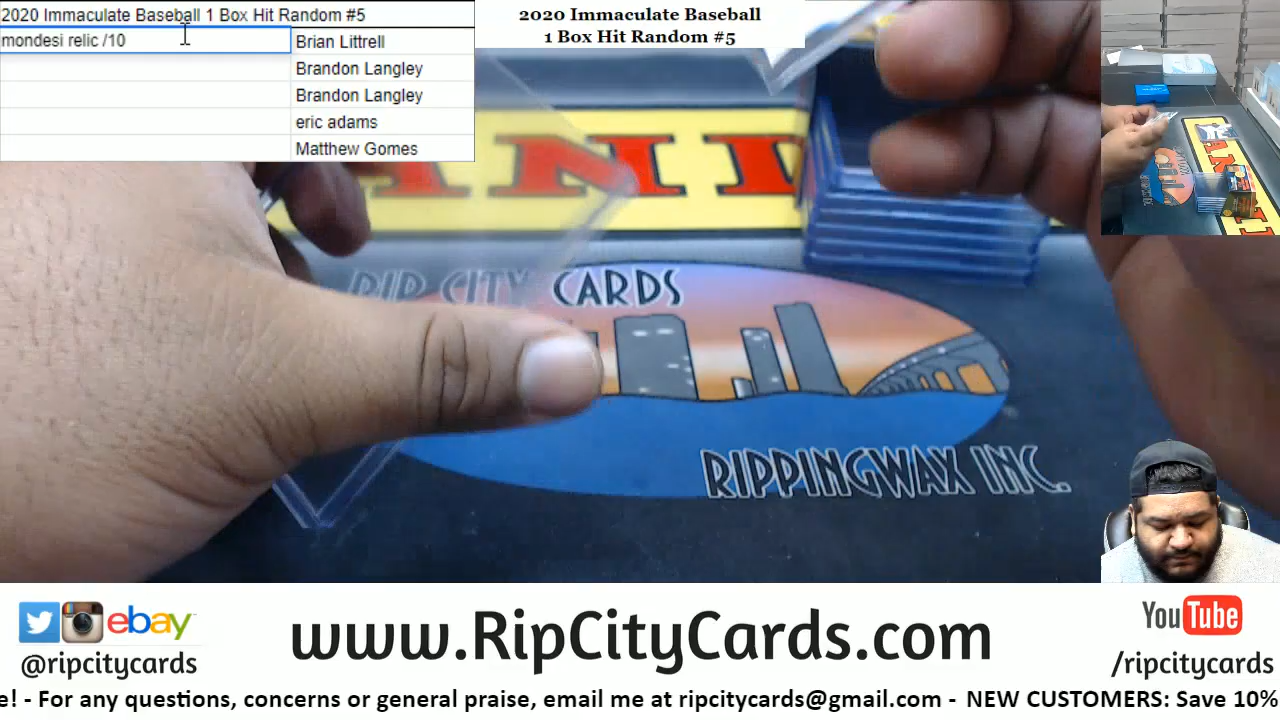 2020 Immaculate Baseball 1 Box Hit Random #5
mondesi relic /10
Brian Littrell
Brandon Langley
Brandon Langley
eric adams
Matthew Gomes
2020 Immaculate Baseball
1 Box Hit Random #5
RIP CITY CARDS
RIPPINGWAX INC.
ebay
@ripcitycards
www.RipCityCards.com
YouTube
/ripcitycards
e! - For any questions, concerns or general praise, email me at ripcitycards@gmail.com - NEW CUSTOMERS: Save 10%